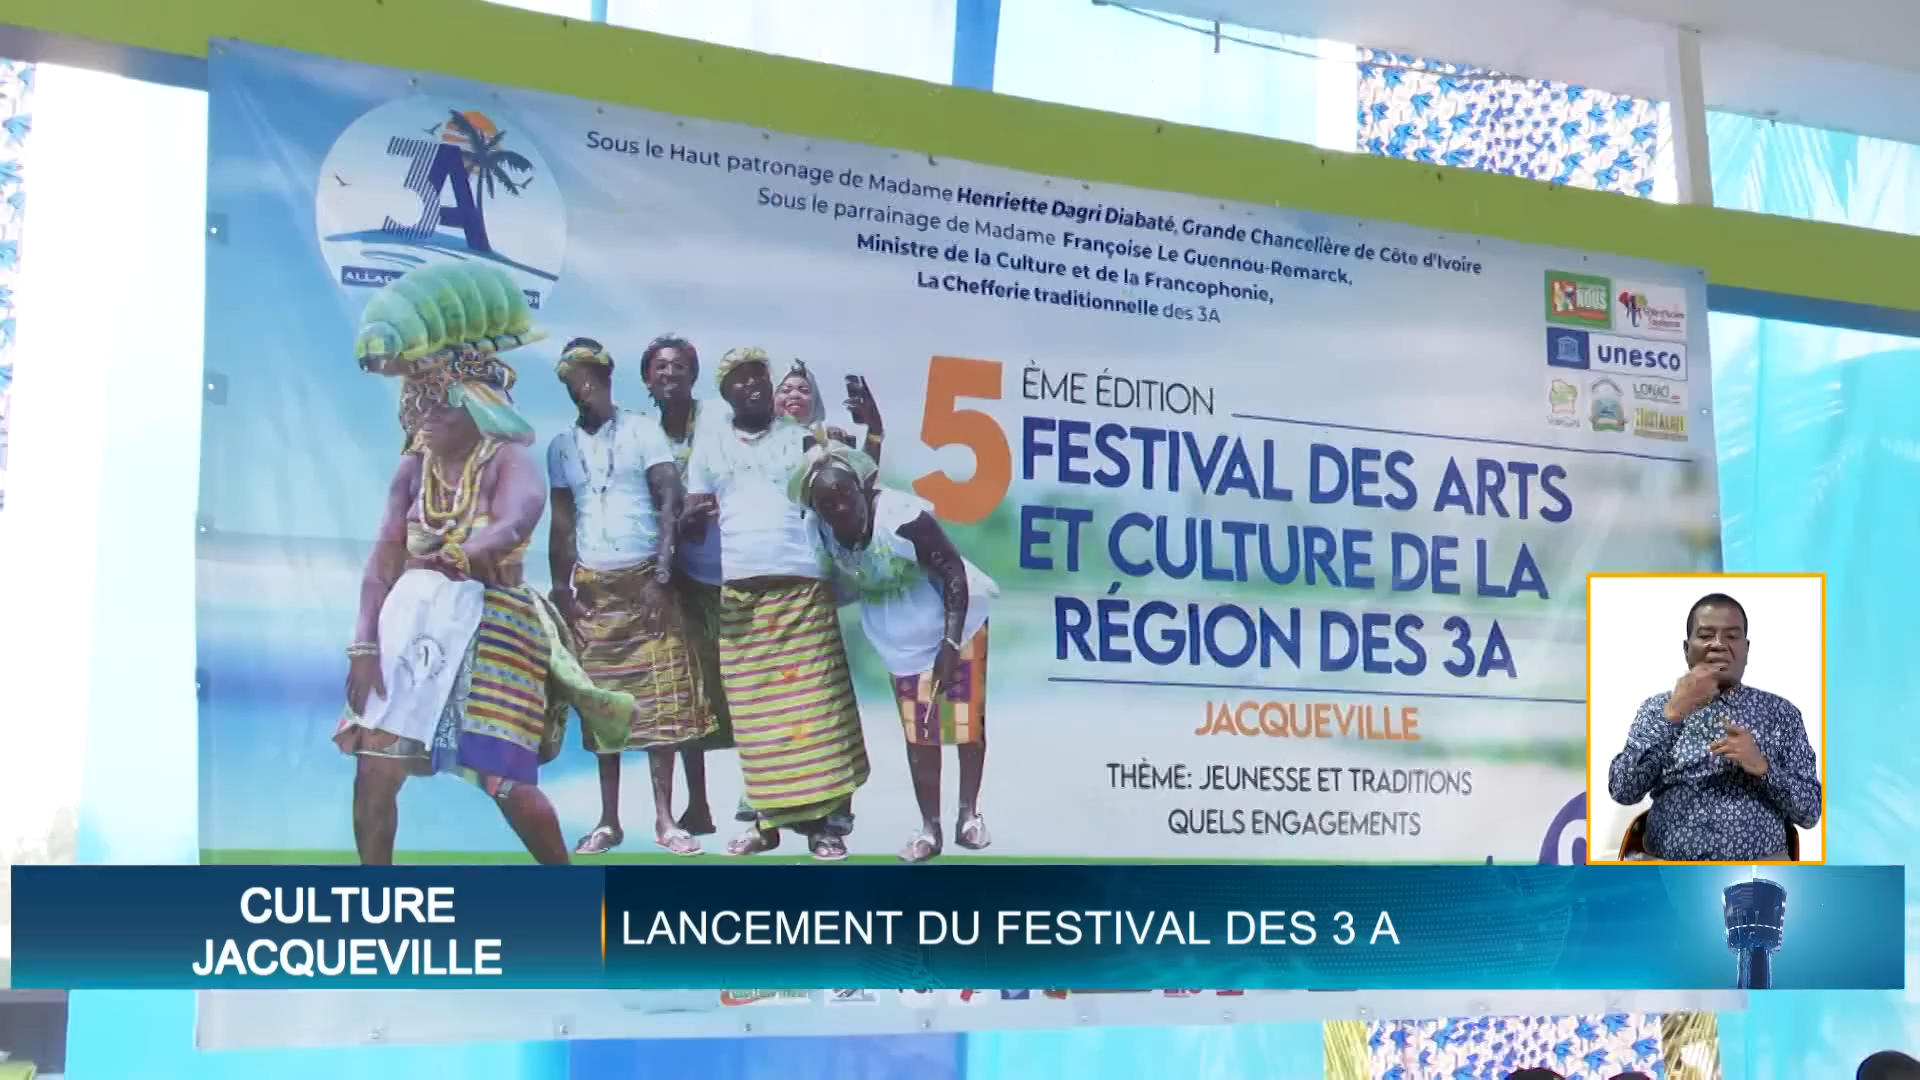 3A
Sous le Haut patronage de Madame Henriette Dagri Diabaté, Grande Chancelière de Côte d'Ivoire
Sous le parrainage de Madame Françoise Le Guennou-Remarck,
Ministre de la Culture et de la Francophonie,
La Chefferie traditionnelle des 3A
NOUS
unesco
LONACI
5 ÈME ÉDITION
FESTIVAL DES ARTS
ET CULTURE DE LA
RÉGION DES 3A
JACQUEVILLE
THÈME: JEUNESSE ET TRADITIONS
QUELS ENGAGEMENTS
CULTURE
JACQUEVILLE
LANCEMENT DU FESTIVAL DES 3 A